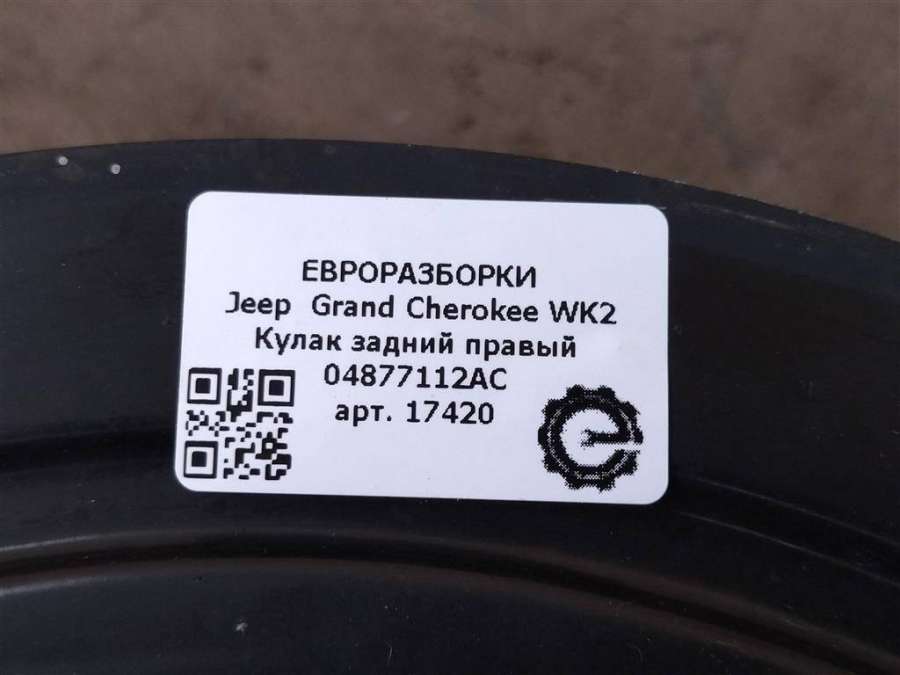 ЕВРОРАЗБОРКИ
Jeep Grand Cherokee WK2
Кулак задний правый
04877112AC
арт. 17420